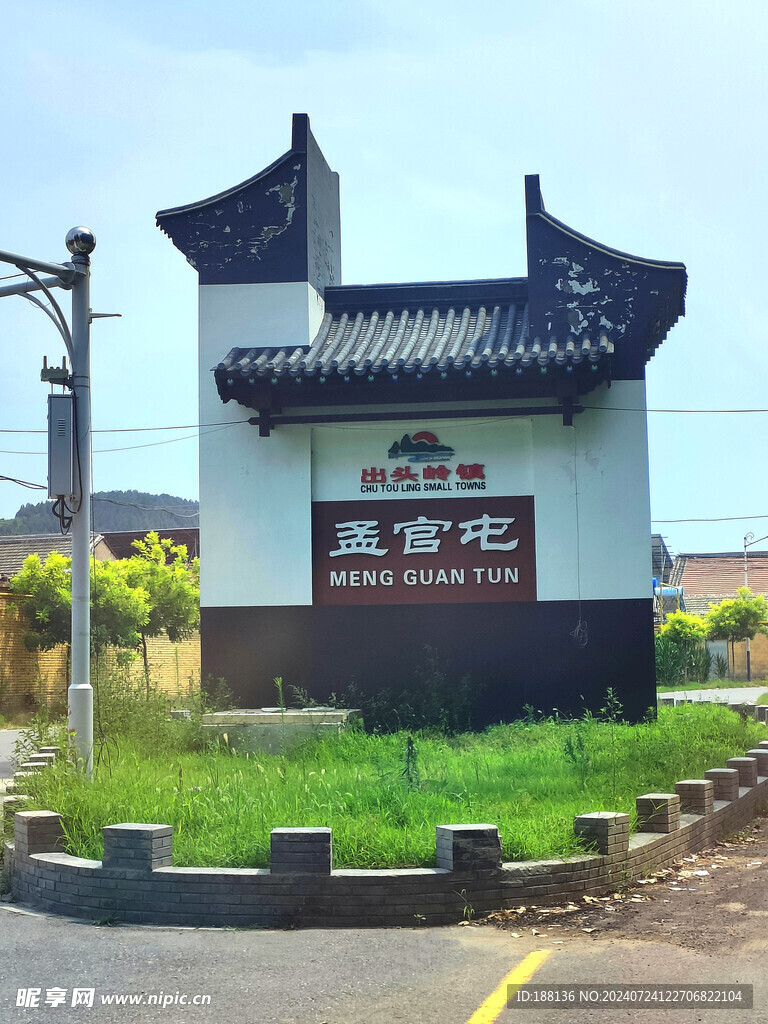 出头岭镇
CHU TOU LING SMALL TOWNS
孟官屯
MENG GUAN TUN
昵享网 www.nipic.cn
ID:188136 NO:20240724122706822104